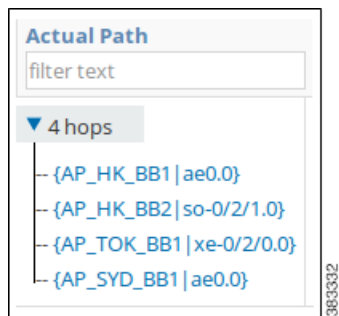 Actual Path
filter text
4 hops
{AP_HK_BB1|ae0.0}
{AP_HK_BB2|so-0/2/1.0}
{AP_TOK_BB1|xe-0/2/0.0}
{AP_SYD_BB1|ae0.0}
383332